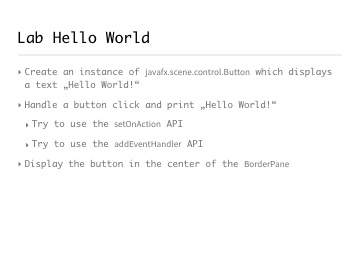 Lab Hello World
‣ Create an instance of javafx.scene.control.Button which displays
a text „Hello World!“
‣ Handle a button click and print „Hello World!“
‣ Try to use the setOnAction API
‣ Try to use the addEventHandler API
‣ Display the button in the center of the BorderPane